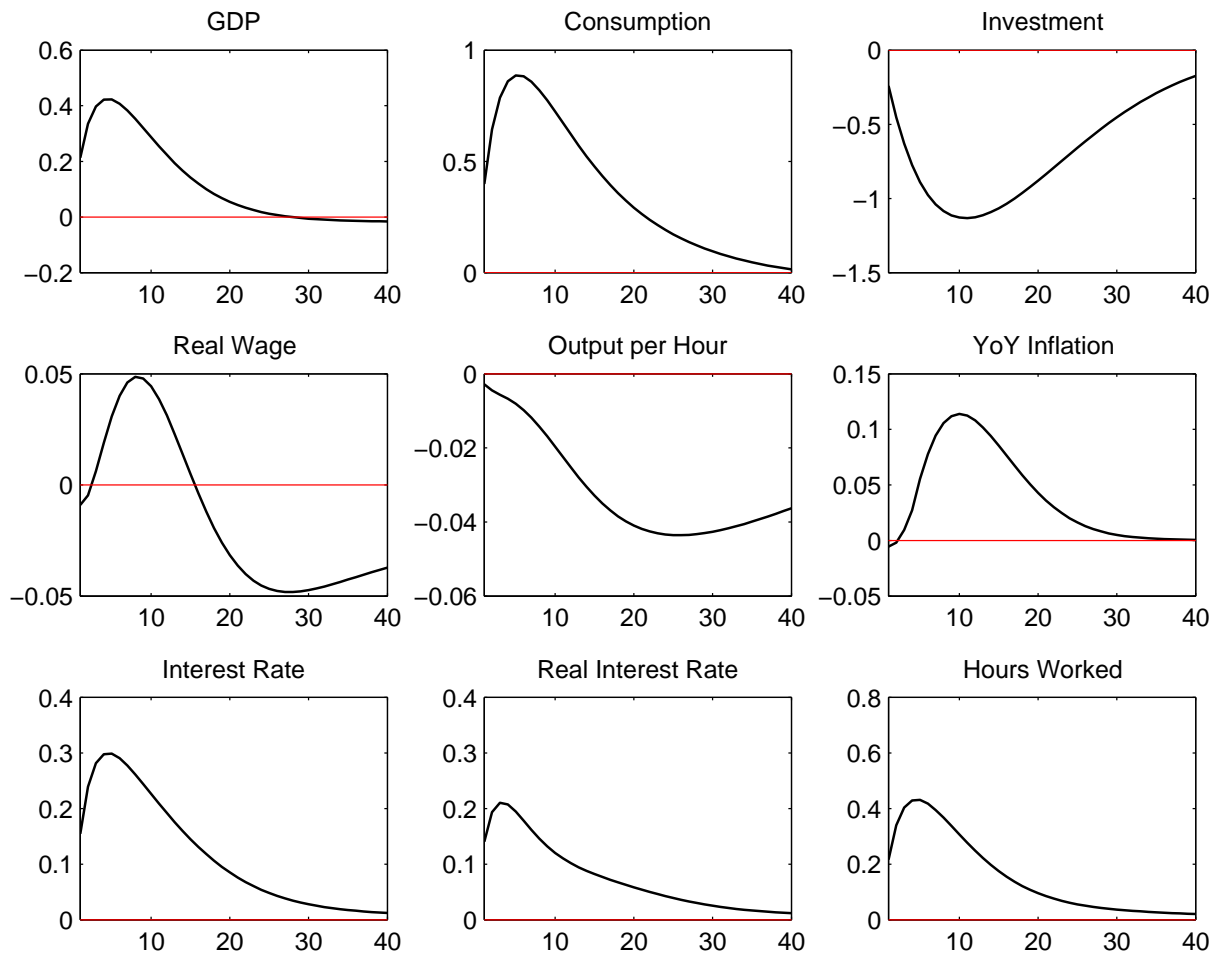 GDP
0.6
0.4
0.2
0
−0.2
10 20 30 40
Consumption
1
0.5
0
10 20 30 40
Investment
0
−0.5
−1
−1.5
10 20 30 40
Real Wage
0.05
0
−0.05
10 20 30 40
Output per Hour
0
−0.02
−0.04
−0.06
10 20 30 40
YoY Inflation
0.15
0.1
0.05
0
−0.05
10 20 30 40
Interest Rate
0.4
0.3
0.2
0.1
0
10 20 30 40
Real Interest Rate
0.4
0.3
0.2
0.1
0
10 20 30 40
Hours Worked
0.8
0.6
0.4
0.2
0
10 20 30 40